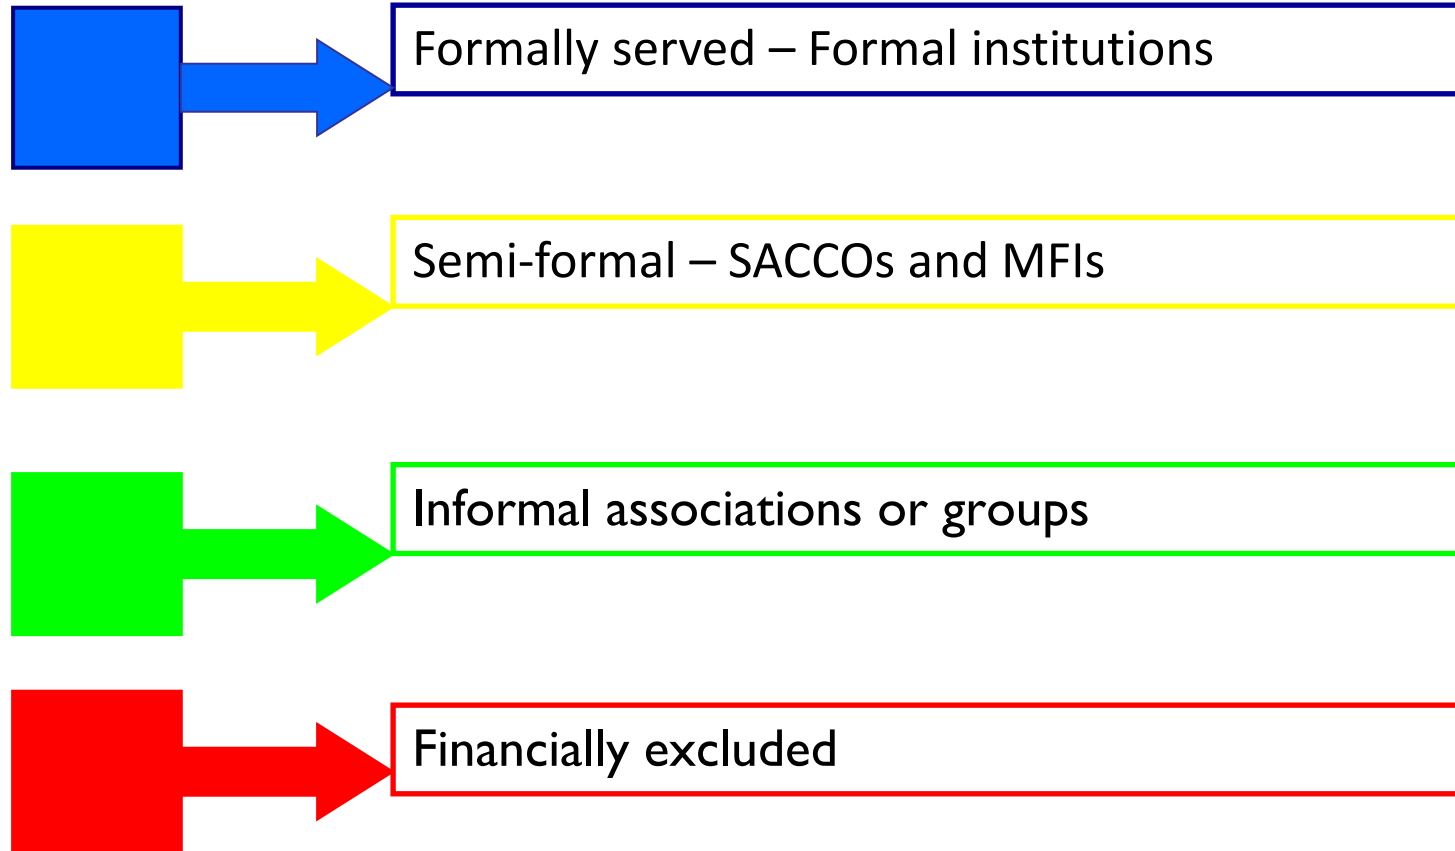 Formally served – Formal institutions
Semi-formal – SACCOs and MFIs
Informal associations or groups
Financially excluded